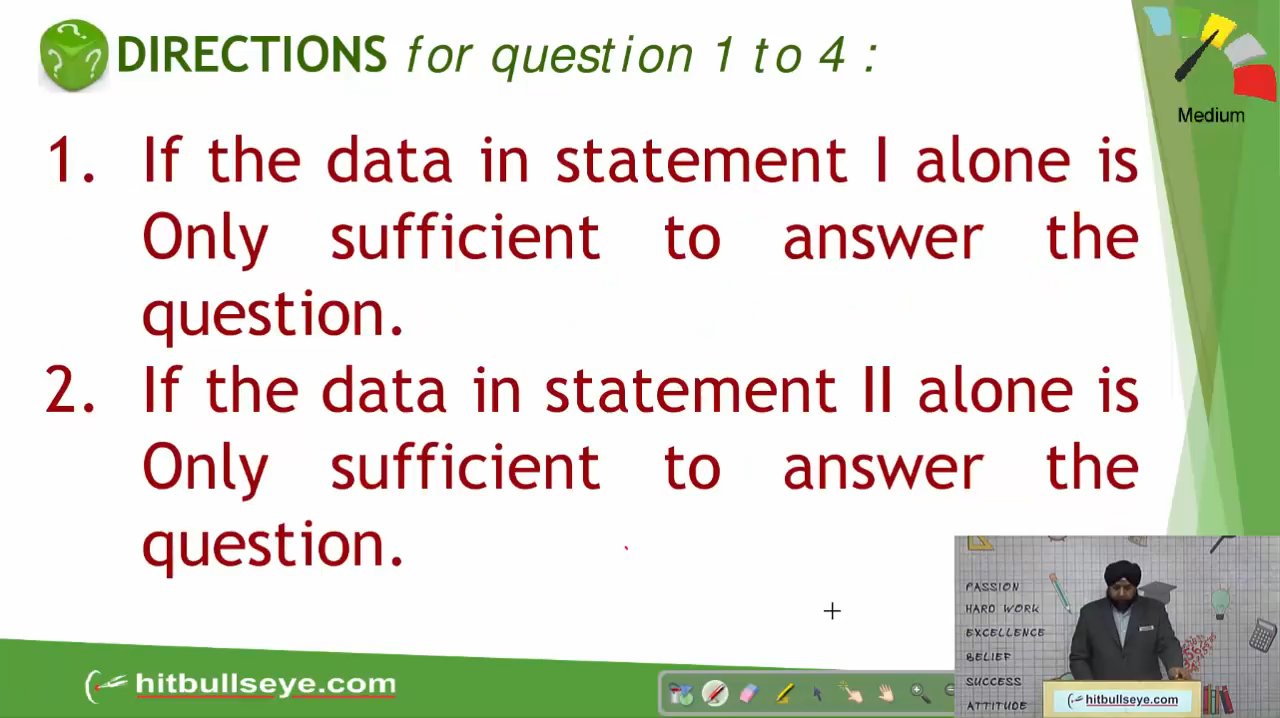 DIRECTIONS for question 1 to 4 :
Medium
1. If the data in statement I alone is
Only sufficient to answer the
question.
2. If the data in statement II alone is
Only sufficient to answer the
question.
PASSION
HARD WORK
EXCELLENCE
BELIEF
SUCCESS
ATTITUDE
hitbullseye.com
hitbullseye.com